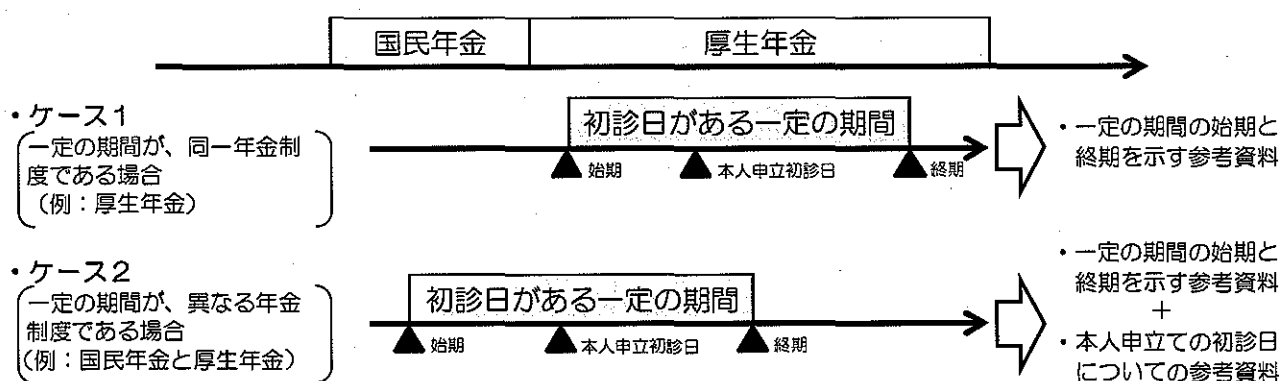 国民年金
厚生年金
・ケース1
一定の期間が、同一年金制
度である場合
(例:厚生年金)
初診日がある一定の期間
始期
本人申立初診日
終期
・一定の期間の始期と
終期を示す参考資料
・ケース2
一定の期間が、異なる年金
制度である場合
(例:国民年金と厚生年金)
初診日がある一定の期間
始期
本人申立初診日
終期
・一定の期間の始期と
終期を示す参考資料
+
・本人申立ての初診日
についての参考資料